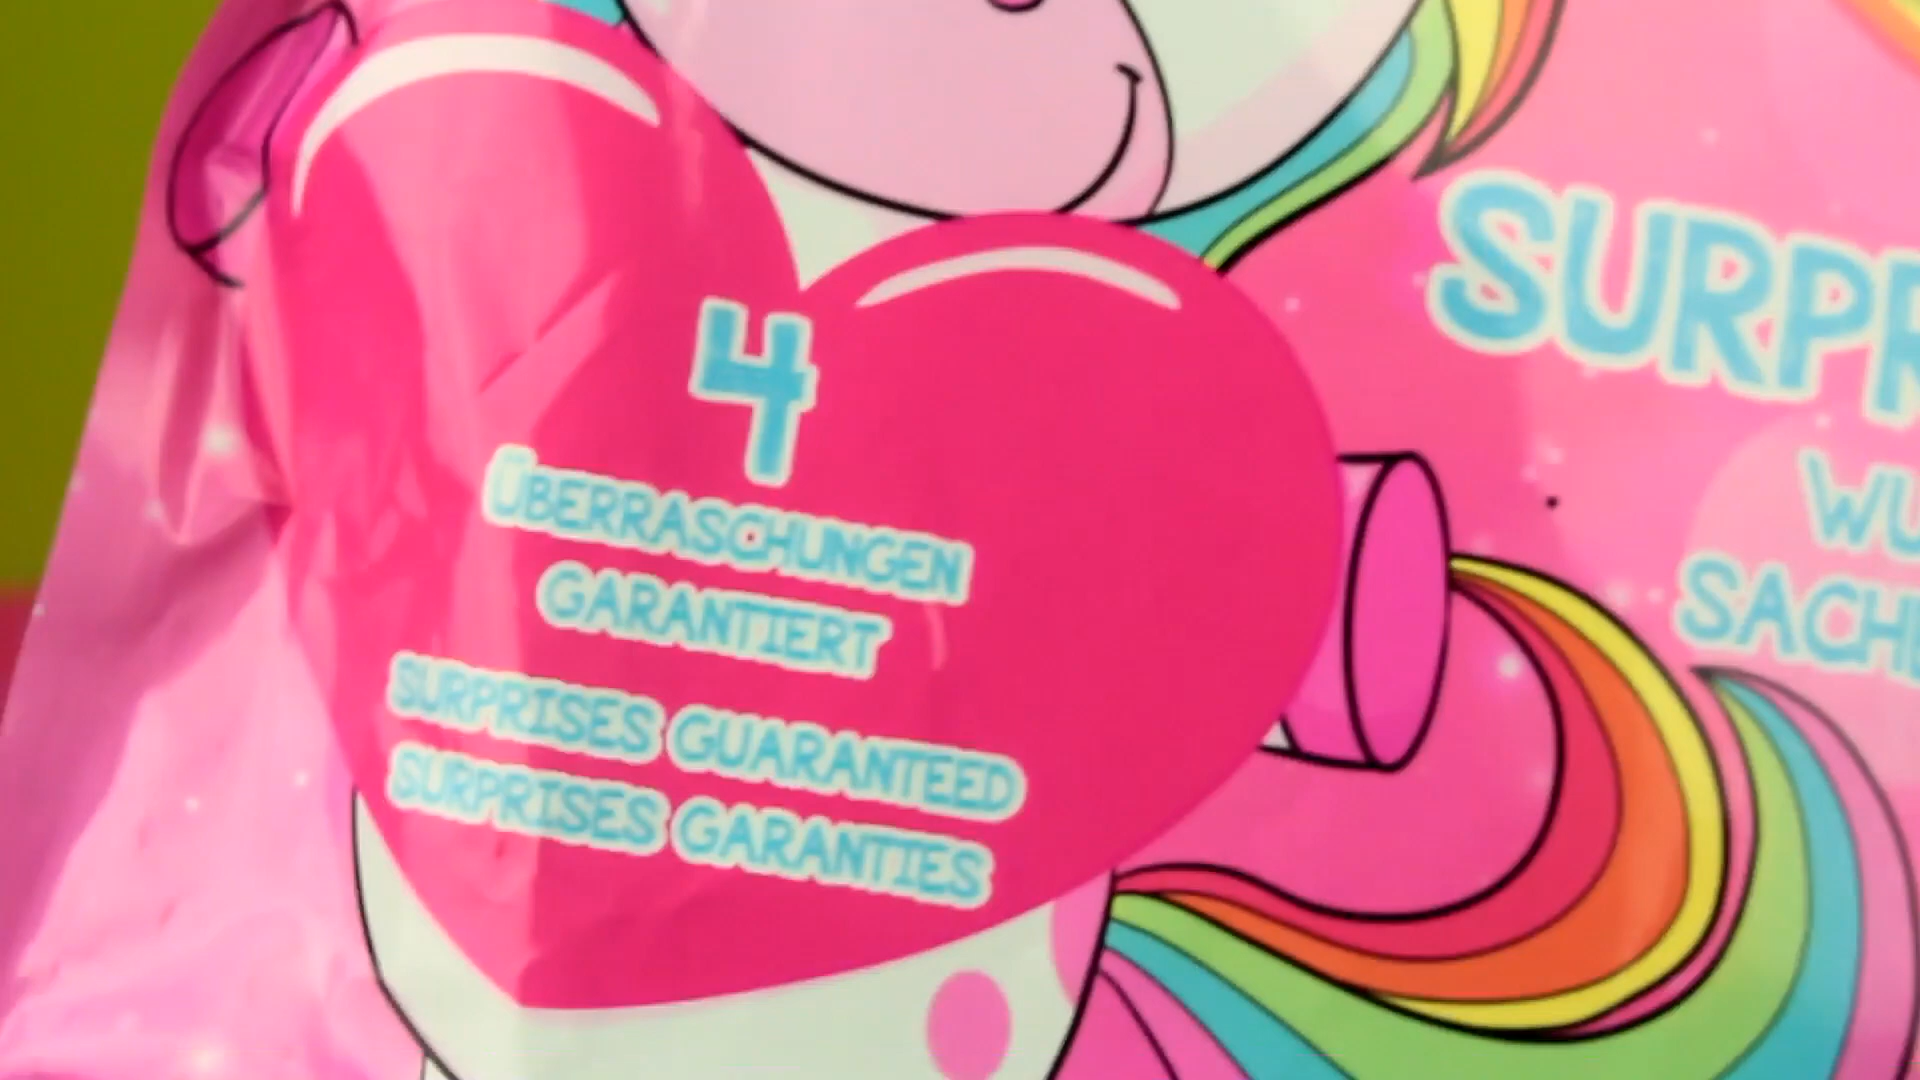 4
ÜBERRASCHUNGEN
GARANTIERT
SURPRISES GUARANTEED
SURPRISES GARANTIES